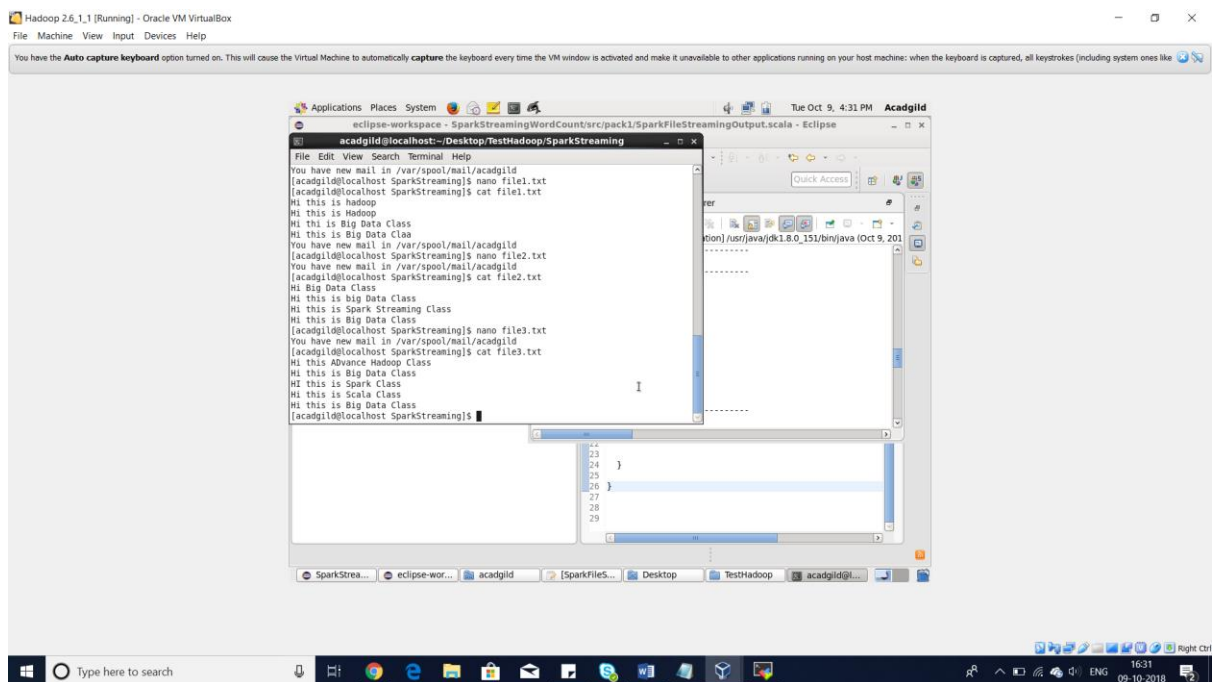 Hadoop 2.6_1_1 [Running] - Oracle VM VirtualBox
File Machine View Input Devices Help
You have the Auto capture keyboard option turned on. This will cause the Virtual Machine to automatically capture the keyboard every time the VM window is activated and make it unavailable to other applications running on your host machine: when the keyboard is captured, all keystrokes (including system ones like
Applications Places System Tue Oct 9, 4:31 PM Acadgild
eclipse-workspace - SparkStreamingWordCount/src/pack1/SparkFileStreamingOutput.scala - Eclipse
acadgild@localhost:~/Desktop/TestHadoop/SparkStreaming
File Edit View Search Terminal Help
Quick Access
You have new mail in /var/spool/mail/acadgild
[acadgild@localhost SparkStreaming]$ nano file1.txt
[acadgild@localhost SparkStreaming]$ cat file1.txt
Hi this is hadoop
Hi this is Hadoop
Hi thi is Big Data Class
Hi this is Big Data Claa
You have new mail in /var/spool/mail/acadgild
[acadgild@localhost SparkStreaming]$ nano file2.txt
You have new mail in /var/spool/mail/acadgild
[acadgild@localhost SparkStreaming]$ cat file2.txt
Hi Big Data Class
Hi this is big Data Class
Hi this is Spark Streaming Class
Hi this is Big Data Class
[acadgild@localhost SparkStreaming]$ nano file3.txt
You have new mail in /var/spool/mail/acadgild
[acadgild@localhost SparkStreaming]$ cat file3.txt
Hi this ADvance Hadoop Class
Hi this is Big Data Class
HI this is Spark Class
Hi this is Scala Class
Hi this is Big Data Class
[acadgild@localhost SparkStreaming]$
rer
ation] /usr/java/jdk1.8.0_151/bin/java (Oct 9, 201
----------
----------
----------
22
23
24 }
25
26 }
27
28
29
SparkStrea... eclipse-wor... acadgild [SparkFileS... Desktop TestHadoop acadgild@l...
Right Ctrl
Type here to search
ENG
16:31
09-10-2018